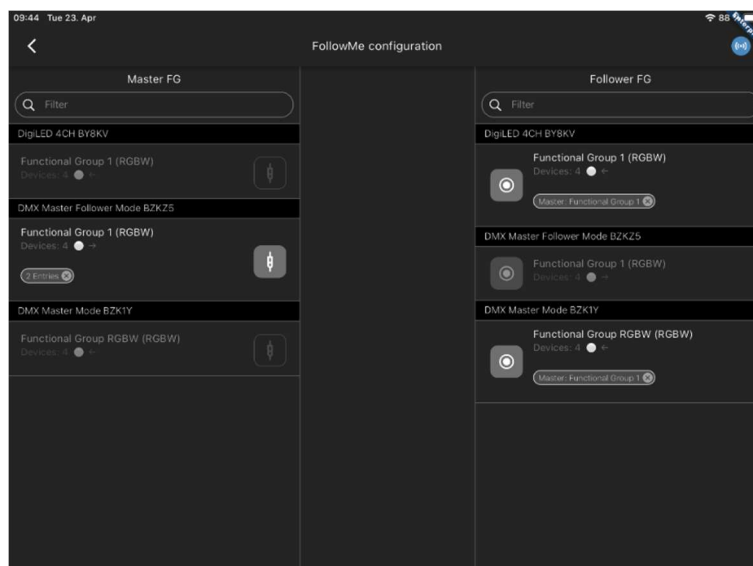 09:44 Tue 23. Apr
88
FollowMe configuration
Master FG
Filter
DigiLED 4CH BY8KV
Functional Group 1 (RGBW)
Devices: 4 ←
DMX Master Follower Mode BZKZ5
Functional Group 1 (RGBW)
Devices: 4 →
2 Entries
DMX Master Mode BZK1Y
Functional Group RGBW (RGBW)
Devices: 4 ←
Follower FG
Filter
DigiLED 4CH BY8KV
Functional Group 1 (RGBW)
Devices: 4 ←
Master: Functional Group 1
DMX Master Follower Mode BZKZ5
Functional Group 1 (RGBW)
Devices: 4 →
DMX Master Mode BZK1Y
Functional Group RGBW (RGBW)
Devices: 4 ←
Master: Functional Group 1